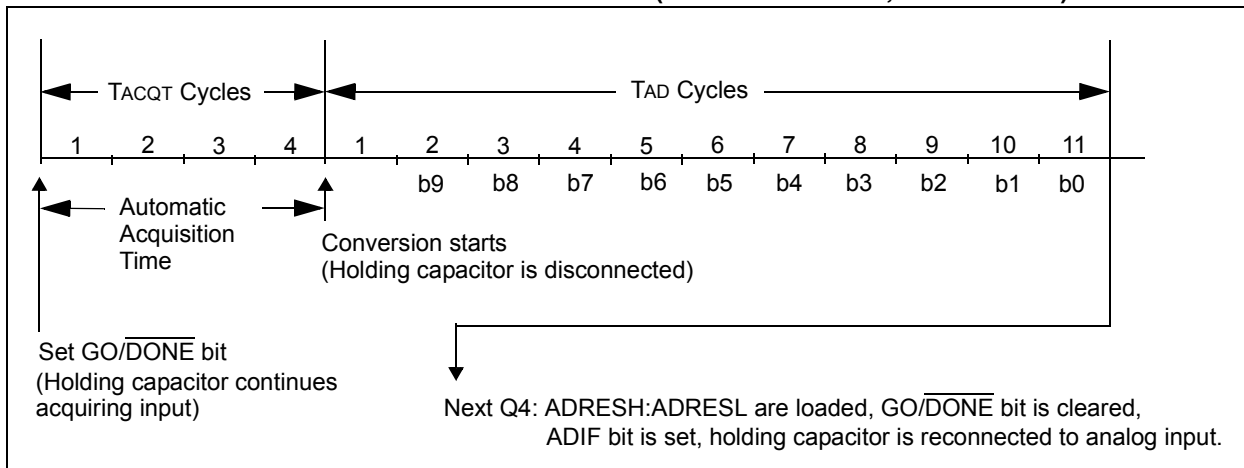 TACQT Cycles
TAD Cycles
1 2 3 4 1 2 3 4 5 6 7 8 9 10 11
b9 b8 b7 b6 b5 b4 b3 b2 b1 b0
Automatic
Acquisition
Time
Conversion starts
(Holding capacitor is disconnected)
Set GO/DONE bit
(Holding capacitor continues
acquiring input)
Next Q4: ADRESH:ADRESL are loaded, GO/DONE bit is cleared,
ADIF bit is set, holding capacitor is reconnected to analog input.